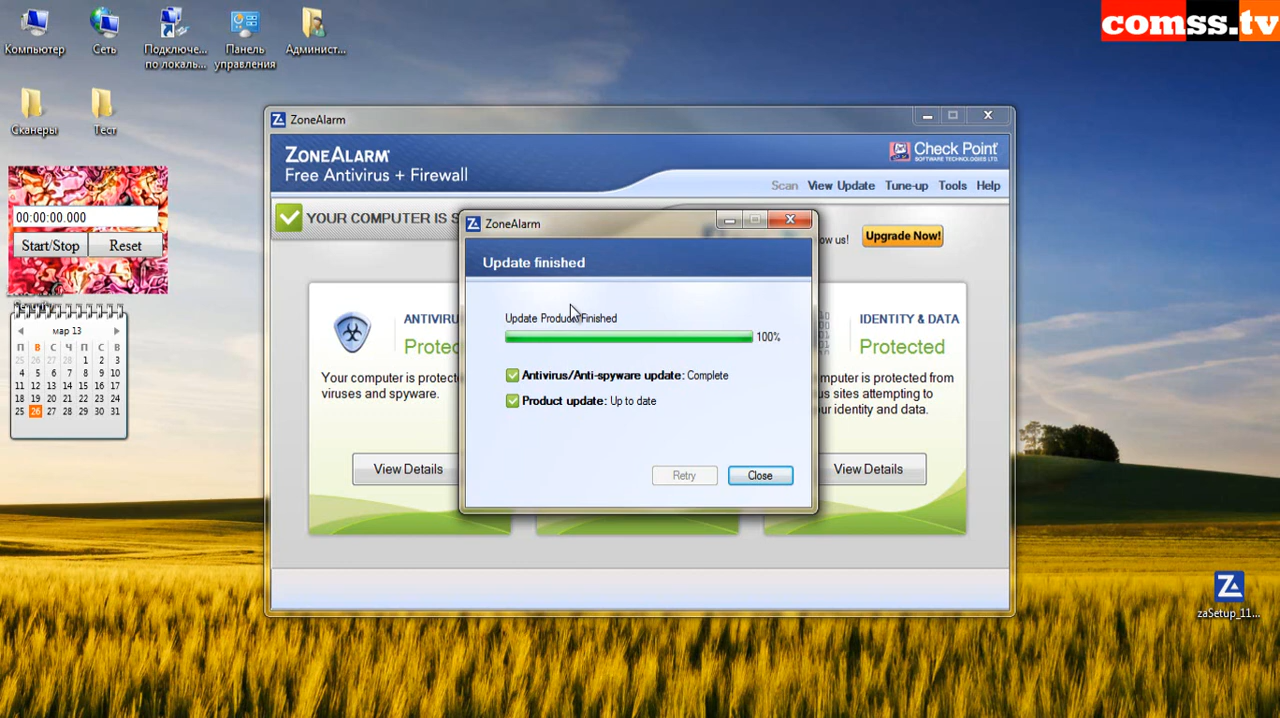 comss.tv
Компьютер
Сеть
Подключе...
по локаль...
Панель
управления
Админист...
Сканеры
Тест
00:00:00.000
Start/Stop
Reset
мар 13
П В С Ч П С В
25 26 27 28 1 2 3
4 5 6 7 8 9 10
11 12 13 14 15 16 17
18 19 20 21 22 23 24
25 26 27 28 29 30 31
ZoneAlarm
ZONEALARM
Free Antivirus + Firewall
Check Point
SOFTWARE TECHNOLOGIES LTD.
Scan View Update Tune-up Tools Help
YOUR COMPUTER IS
us!
Upgrade Now!
ZoneAlarm
Update finished
Update Product Finished
100%
Antivirus/Anti-spyware update: Complete
Product update: Up to date
Retry
Close
ANTIVIRU
Protec
Your computer is protec
viruses and spyware.
View Details
IDENTITY & DATA
Protected
mputer is protected from
us sites attempting to
ur identity and data.
View Details
zaSetup_11...